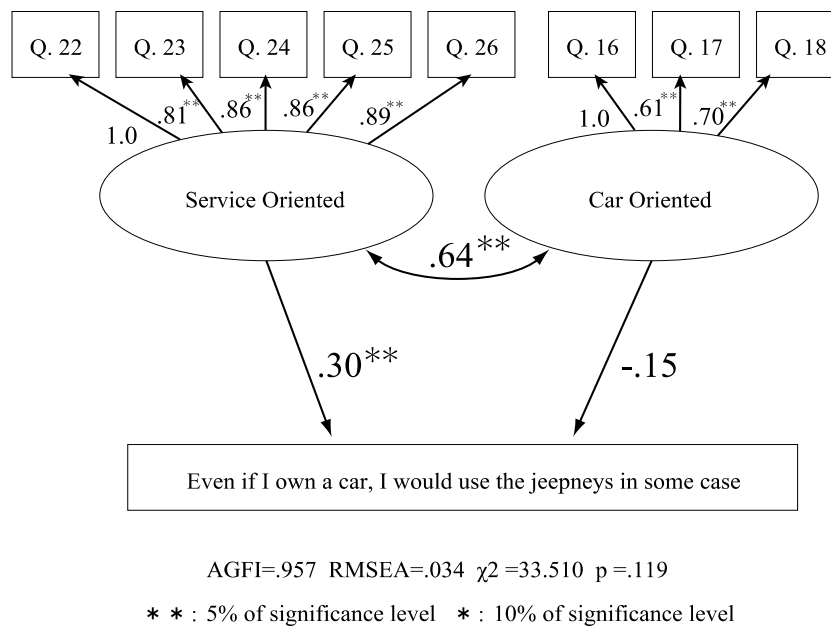 Q. 22 Q. 23 Q. 24 Q. 25 Q. 26 Q. 16 Q. 17 Q. 18
1.0 .81** .86** .86** .89** 1.0 .61** .70**
Service Oriented Car Oriented
.64**
.30** -.15
Even if I own a car, I would use the jeepneys in some case
AGFI=.957 RMSEA=.034 χ2 =33.510 p =.119
* * : 5% of significance level * : 10% of significance level